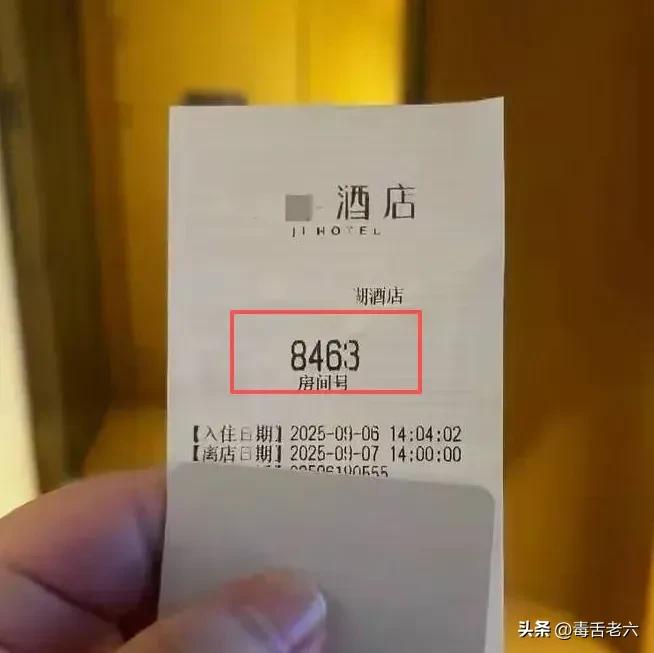 酒店
JI HOTEL
湖酒店
8463
房间号
【入住日期】2025-09-06 14:04:02
【离店日期】2025-09-07 14:00:00
头条 @毒舌老六